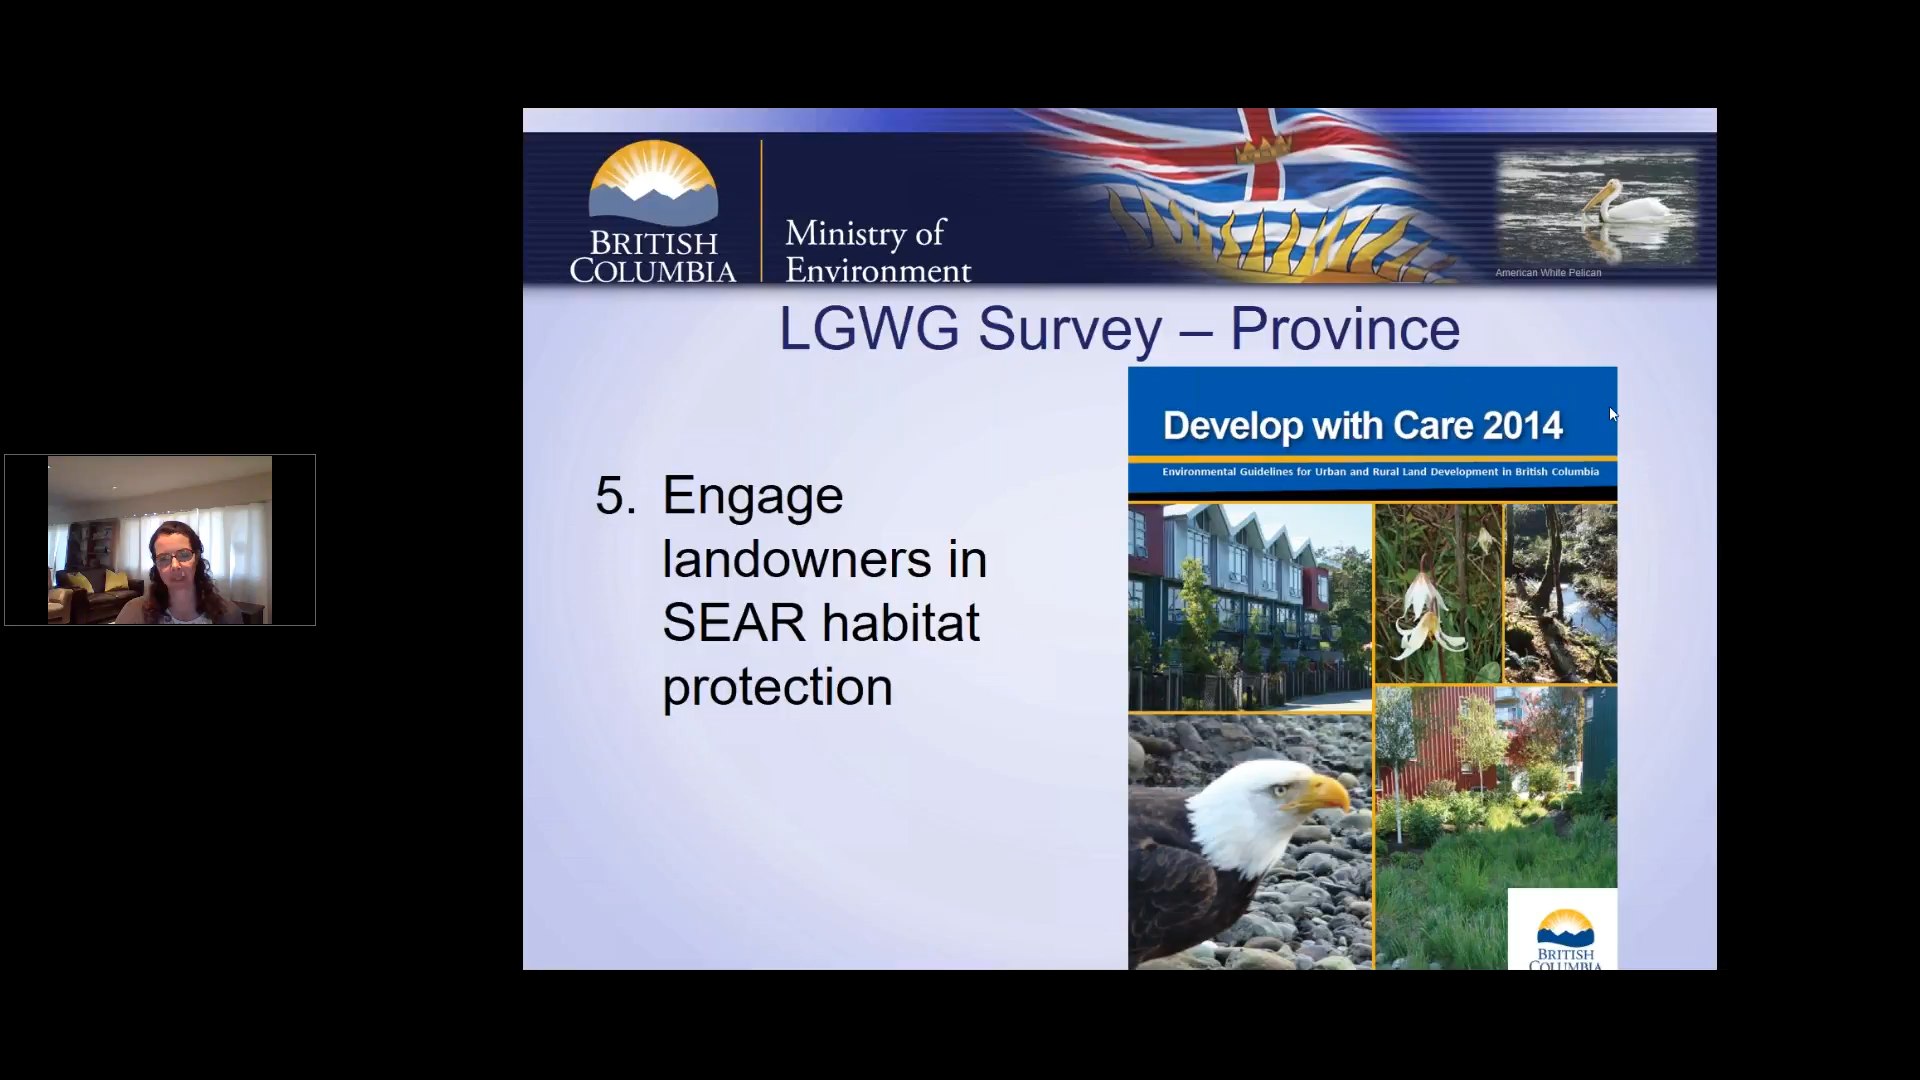 BRITISH
COLUMBIA
Ministry of
Environment
American White Pelican
LGWG Survey – Province
5. Engage
landowners in
SEAR habitat
protection
Develop with Care 2014
Environmental Guidelines for Urban and Rural Land Development in British Columbia
BRITISH
COLUMBIA